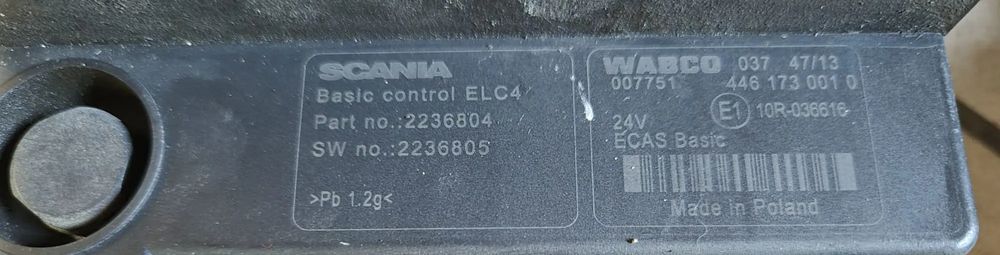 SCANIA
Basic control ELC4
Part no.:2236804
SW no.:2236805
>Pb 1.2g<
WABCO 037 47/13
007751 446 173 001 0
E1 10R-036616
24V
ECAS Basic
Made in Poland